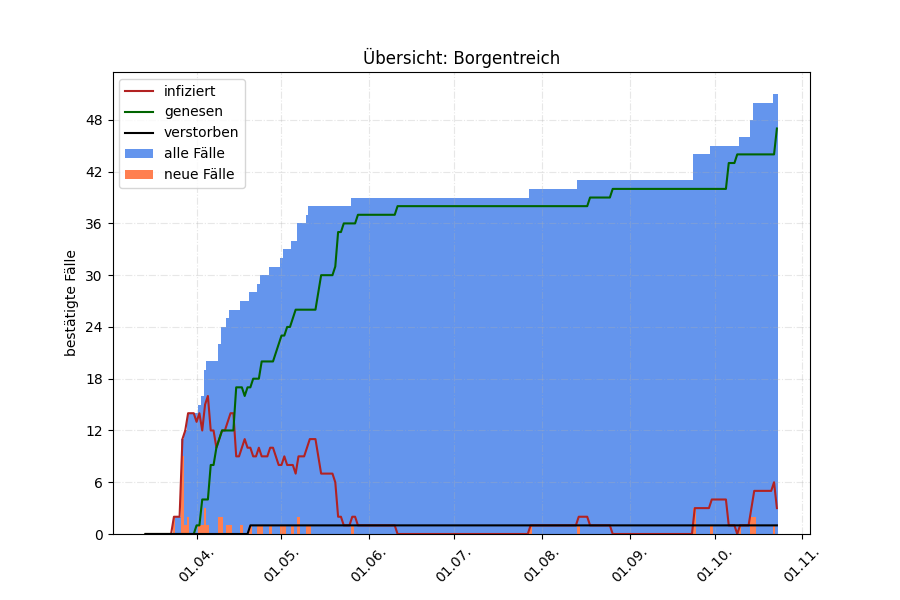 Übersicht: Borgentreich
infiziert
genesen
verstorben
alle Fälle
neue Fälle
bestätigte Fälle
48
42
36
30
24
18
12
6
0
01.04.
01.05.
01.06.
01.07.
01.08.
01.09.
01.10.
01.11.